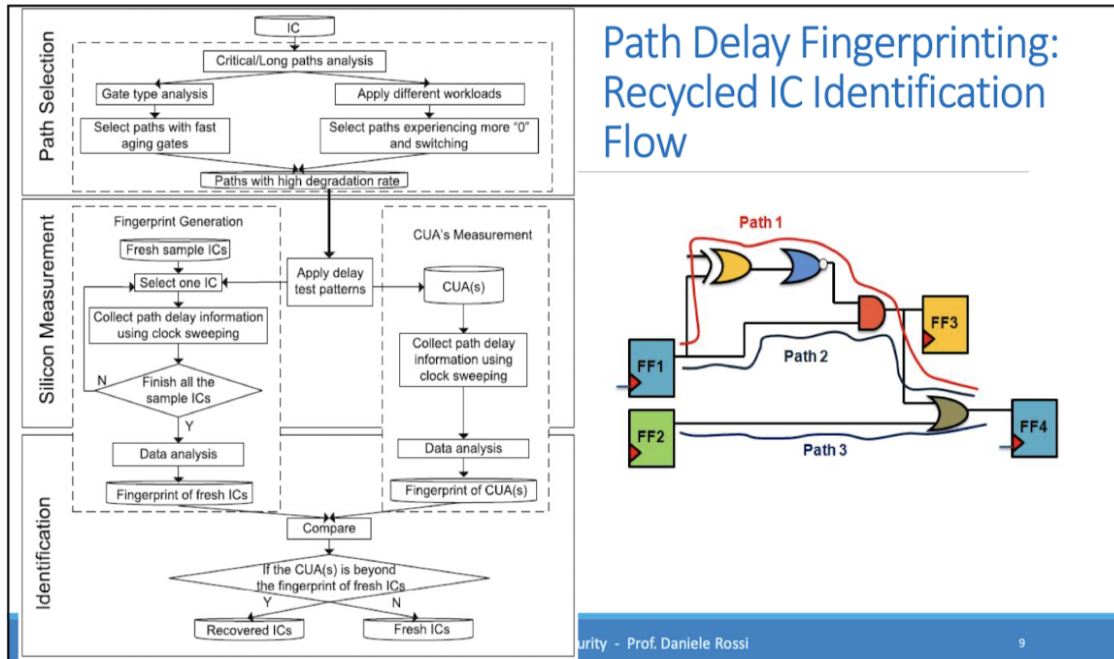 Path Delay Fingerprinting:
Recycled IC Identification
Flow
Path Selection
IC
Critical/Long paths analysis
Gate type analysis
Apply different workloads
Select paths with fast
aging gates
Select paths experiencing more “0”
and switching
Paths with high degradation rate
Silicon Measurement
Fingerprint Generation
Fresh sample ICs
Select one IC
Collect path delay information
using clock sweeping
N
Finish all the
sample ICs
Y
Data analysis
Fingerprint of fresh ICs
Apply delay
test patterns
CUA's Measurement
CUA(s)
Collect path delay
information using
clock sweeping
Data analysis
Fingerprint of CUA(s)
Identification
Compare
If the CUA(s) is beyond
the fingerprint of fresh ICs
Y
N
Recovered ICs
Fresh ICs
Path 1
FF3
FF1
Path 2
FF2
FF4
Path 3
- Prof. Daniele Rossi
9